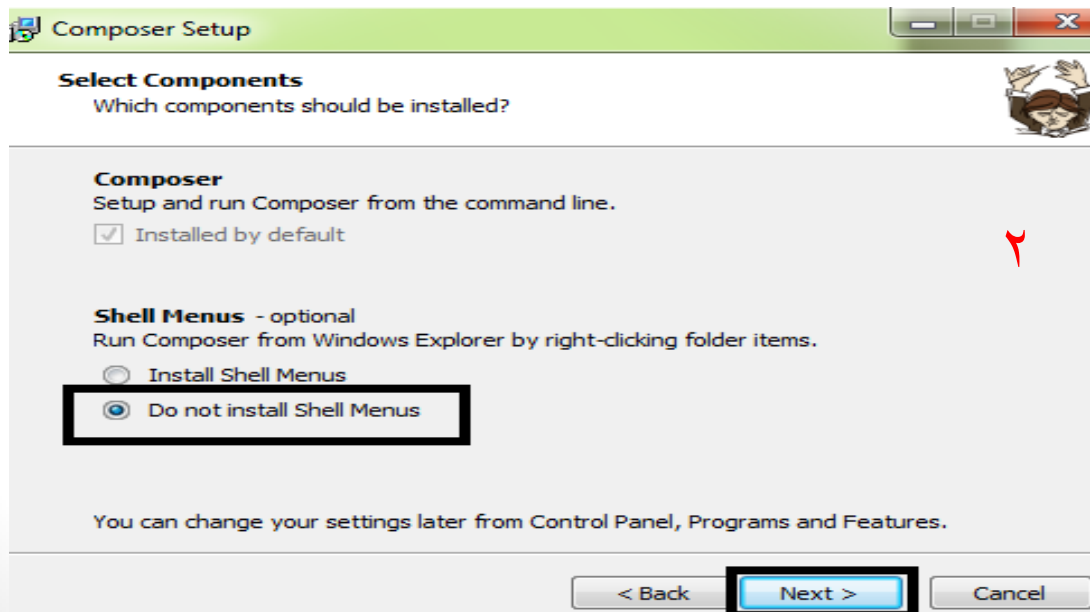 Composer Setup
Select Components
Which components should be installed?
Composer
Setup and run Composer from the command line.
Installed by default
٢
Shell Menus - optional
Run Composer from Windows Explorer by right-clicking folder items.
Install Shell Menus
Do not install Shell Menus
You can change your settings later from Control Panel, Programs and Features.
< Back Next > Cancel